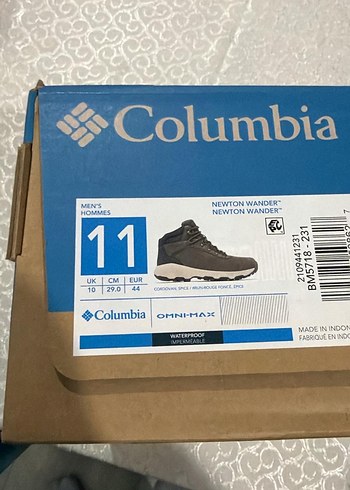 Columbia
MEN'S
HOMMES
NEWTON WANDER™
NEWTON WANDER™
11
UK
CM
EUR
10
29.0
44
Columbia
OMNI-MAX
WATERPROOF
IMPERMÉABLE
2109441231
BM5718 - 231
MADE IN INDON
FABRIQUÉ EN INDO